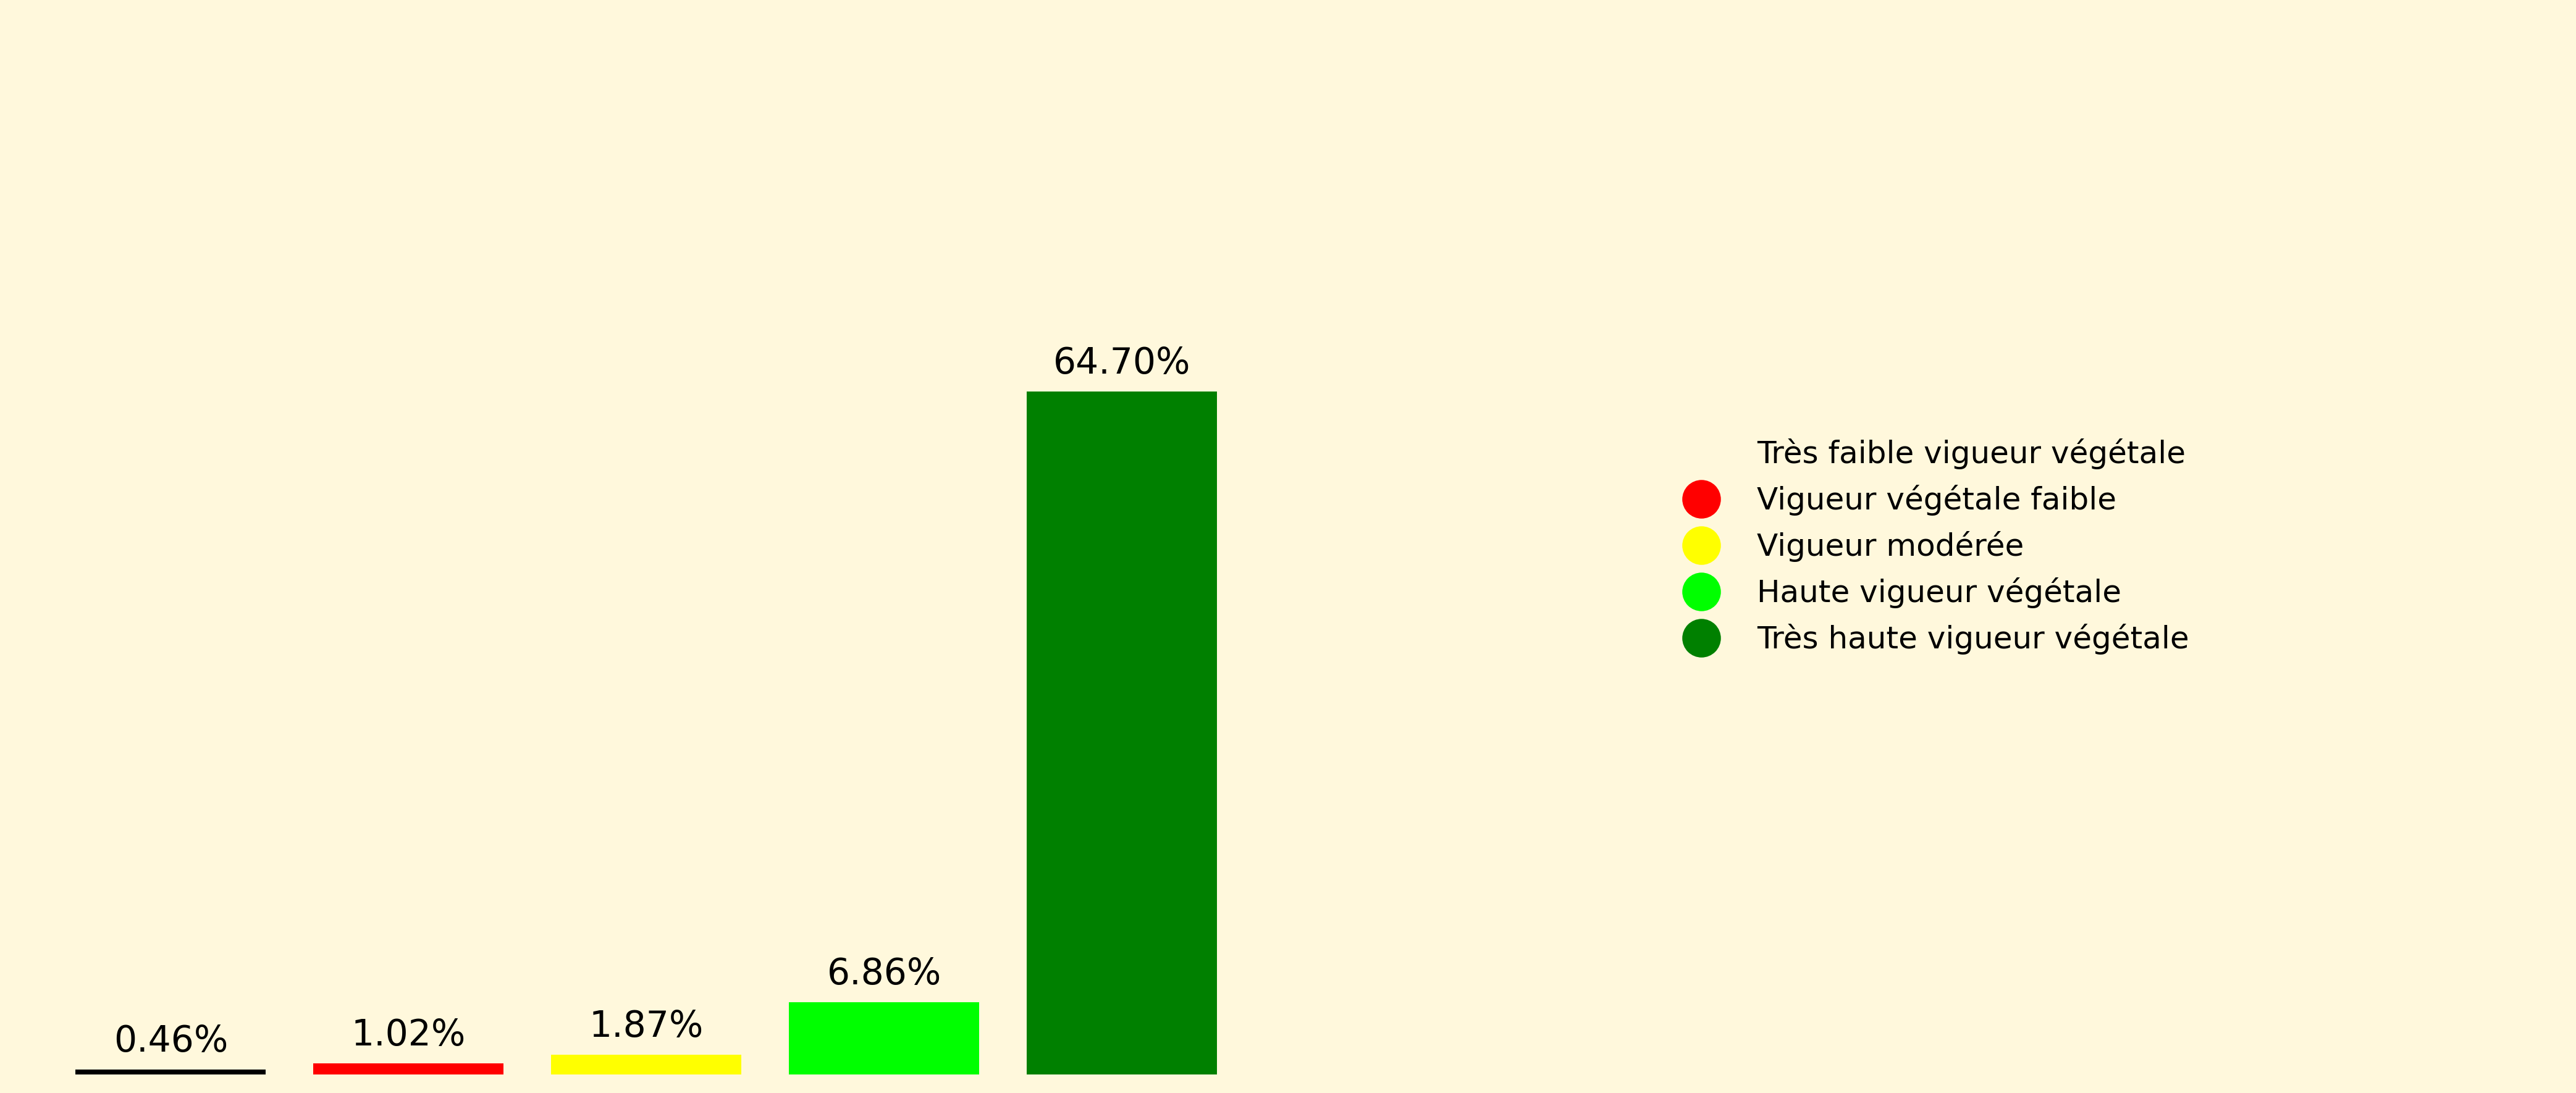 64.70%
6.86%
1.87%
1.02%
0.46%
Très faible vigueur végétale
Vigueur végétale faible
Vigueur modérée
Haute vigueur végétale
Très haute vigueur végétale